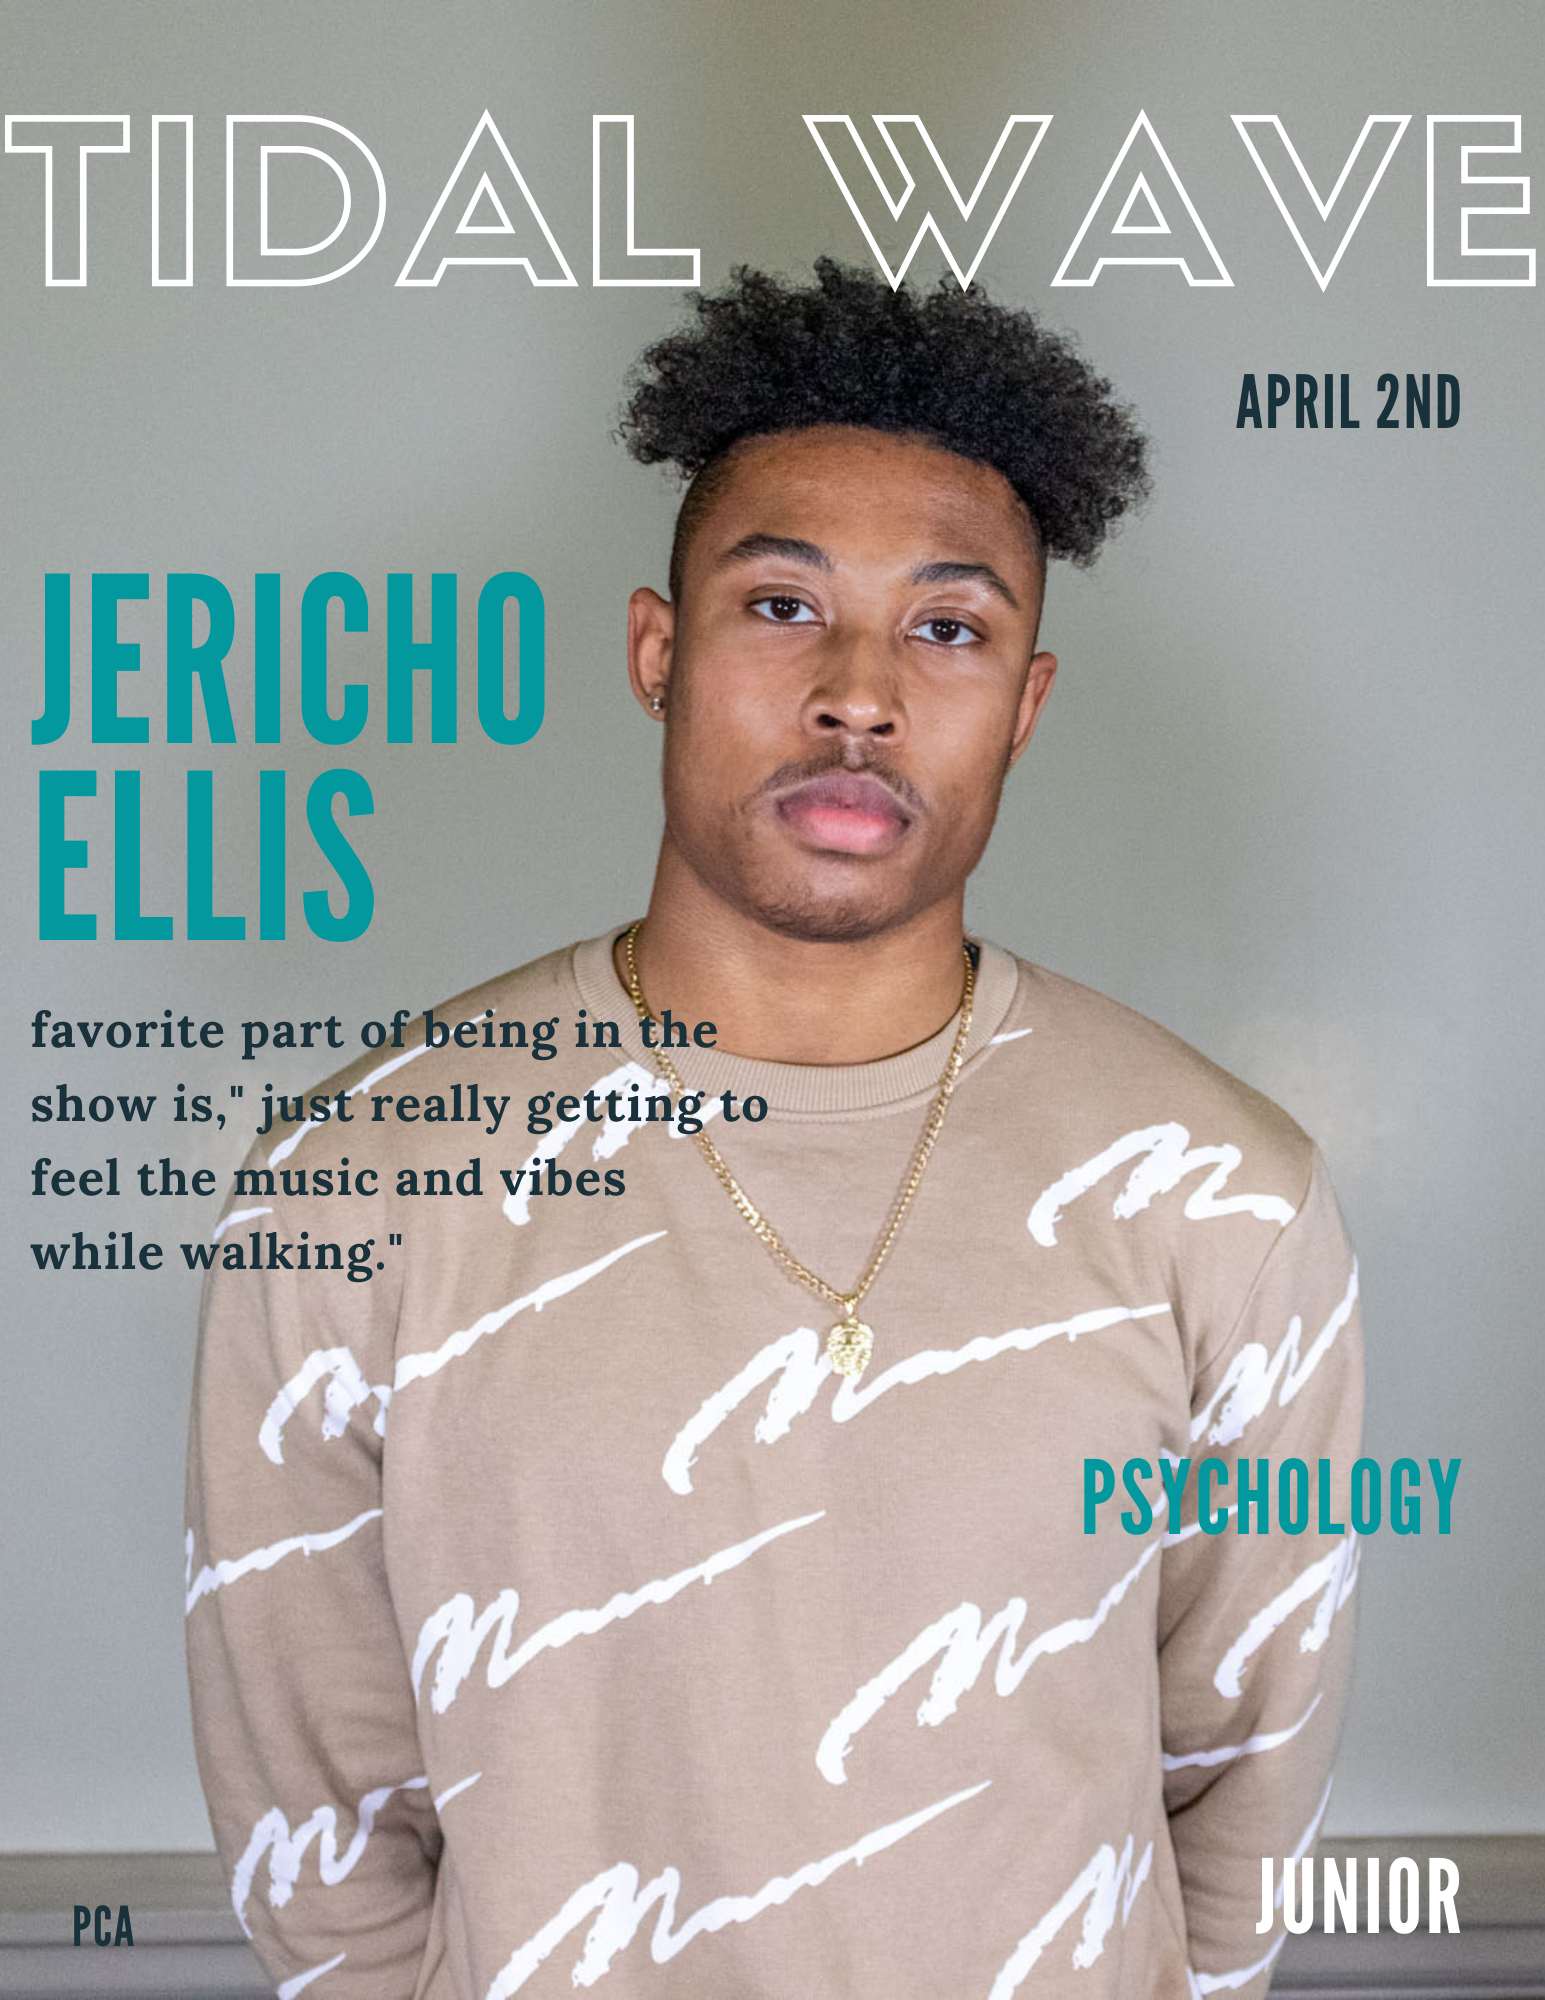 TIDAL WAVE
APRIL 2ND
JERICHO
ELLIS
favorite part of being in the
show is," just really getting to
feel the music and vibes
while walking."
PSYCHOLOGY
JUNIOR
PCA